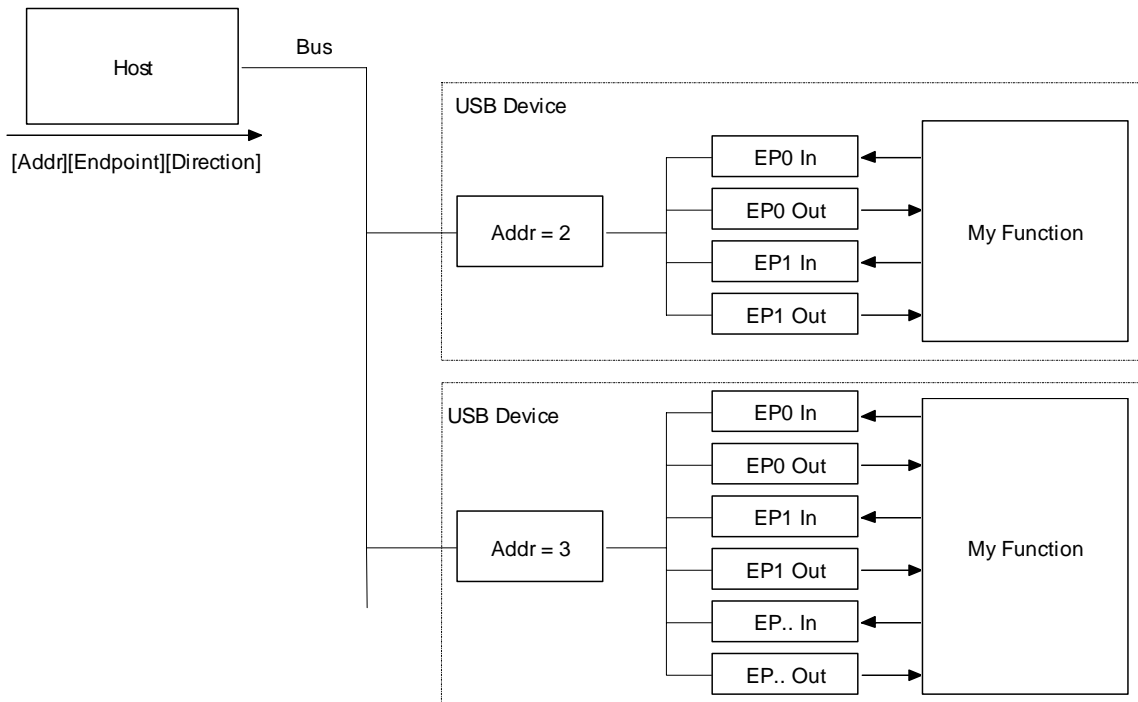 Host
Bus
[Addr][Endpoint][Direction]
USB Device
Addr = 2
EP0 In
EP0 Out
EP1 In
EP1 Out
My Function
USB Device
Addr = 3
EP0 In
EP0 Out
EP1 In
EP1 Out
EP.. In
EP.. Out
My Function